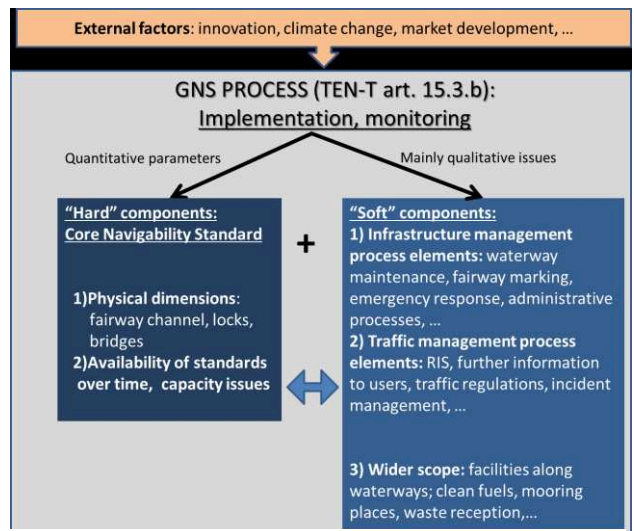 External factors: innovation, climate change, market development, ...
GNS PROCESS (TEN-T art. 15.3.b):
Implementation, monitoring
Quantitative parameters
Mainly qualitative issues
“Hard” components:
Core Navigability Standard
1)Physical dimensions:
fairway channel, locks,
bridges
2)Availability of standards
over time, capacity issues
+
“Soft” components:
1) Infrastructure management
process elements: waterway
maintenance, fairway marking,
emergency response, administrative
processes, ...
2) Traffic management process
elements: RIS, further information
to users, traffic regulations, incident
management, ...
3) Wider scope: facilities along
waterways; clean fuels, mooring
places, waste reception,...